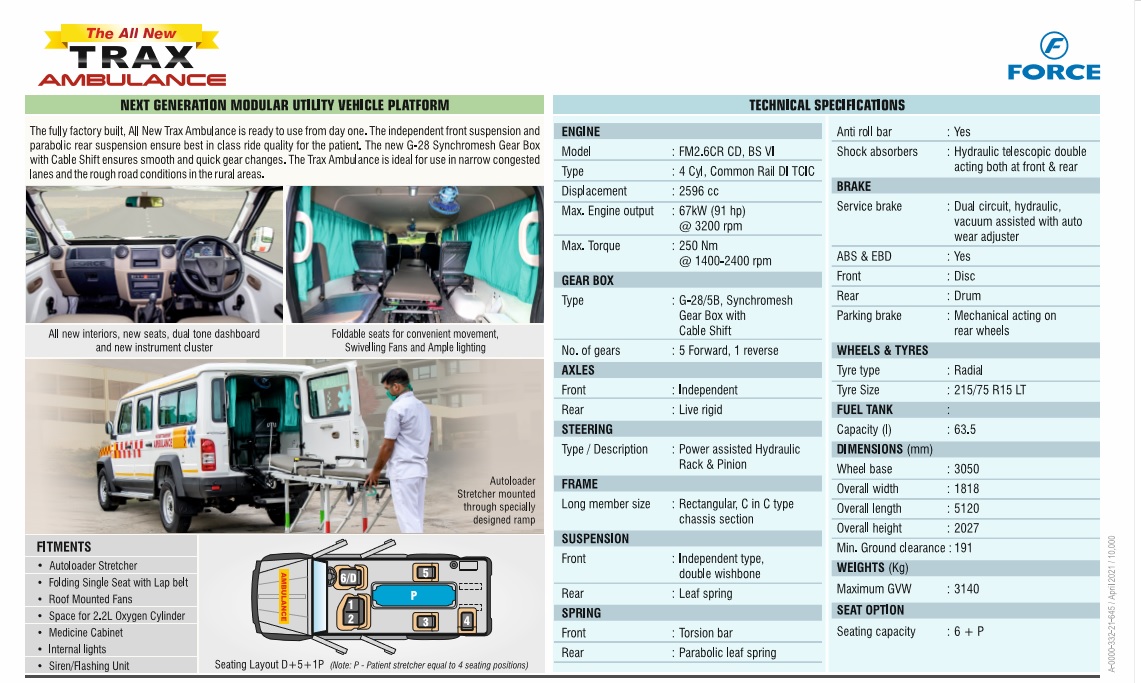 The All New
TRAX
AMBULANCE
F
FORCE
NEXT GENERATION MODULAR UTILITY VEHICLE PLATFORM
The fully factory built, All New Trax Ambulance is ready to use from day one. The independent front suspension and
parabolic rear suspension ensure best in class ride quality for the patient. The new G-28 Synchromesh Gear Box
with Cable Shift ensures smooth and quick gear changes. The Trax Ambulance is ideal for use in narrow congested
lanes and the rough road conditions in the rural areas.
All new interiors, new seats, dual tone dashboard
and new instrument cluster
Foldable seats for convenient movement,
Swivelling Fans and Ample lighting
AMBULANCE
Autoloader
Stretcher mounted
through specially
designed ramp
FITMENTS
• Autoloader Stretcher
• Folding Single Seat with Lap belt
• Roof Mounted Fans
• Space for 2.2L Oxygen Cylinder
• Medicine Cabinet
• Internal lights
• Siren/Flashing Unit
AMBULANCE
6/D
5
P
1
2
3
4
Seating Layout D+5+1P (Note: P - Patient stretcher equal to 4 seating positions)
TECHNICAL SPECIFICATIONS
ENGINE
Model : FM2.6CR CD, BS VI
Type : 4 Cyl, Common Rail DI TCIC
Displacement : 2596 cc
Max. Engine output : 67kW (91 hp)
@ 3200 rpm
Max. Torque : 250 Nm
@ 1400-2400 rpm
GEAR BOX
Type : G-28/5B, Synchromesh
Gear Box with
Cable Shift
No. of gears : 5 Forward, 1 reverse
AXLES
Front : Independent
Rear : Live rigid
STEERING
Type / Description : Power assisted Hydraulic
Rack & Pinion
FRAME
Long member size : Rectangular, C in C type
chassis section
SUSPENSION
Front : Independent type,
double wishbone
Rear : Leaf spring
SPRING
Front : Torsion bar
Rear : Parabolic leaf spring
Anti roll bar : Yes
Shock absorbers : Hydraulic telescopic double
acting both at front & rear
BRAKE
Service brake : Dual circuit, hydraulic,
vacuum assisted with auto
wear adjuster
ABS & EBD : Yes
Front : Disc
Rear : Drum
Parking brake : Mechanical acting on
rear wheels
WHEELS & TYRES
Tyre type : Radial
Tyre Size : 215/75 R15 LT
FUEL TANK :
Capacity (l) : 63.5
DIMENSIONS (mm)
Wheel base : 3050
Overall width : 1818
Overall length : 5120
Overall height : 2027
Min. Ground clearance : 191
WEIGHTS (Kg)
Maximum GVW : 3140
SEAT OPTION
Seating capacity : 6 + P
A-0000-332-21-645 / April 2021 / 10,000